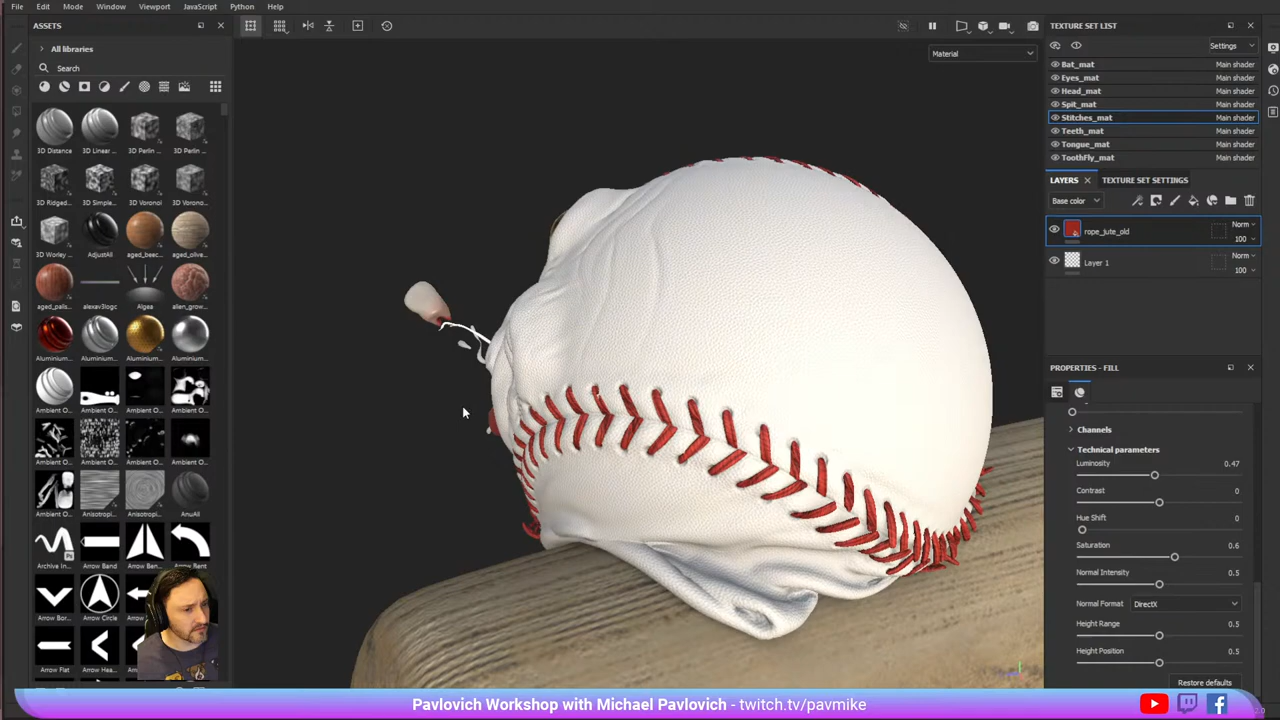 File Edit Mode Window Viewport JavaScript Python Help
ASSETS
All libraries
Search
3D Distance 3D Linear ... 3D Perlin ... 3D Perlin ...
3D Ridged... 3D Simple... 3D Voronoi 3D Vorono...
3D Worley ... AdjustAll aged_beec... aged_olive...
aged_palis... alexav3logc Algea alien_grow...
Aluminium... Aluminium... Aluminium... Aluminium...
Ambient O... Ambient O... Ambient O... Ambient O...
Ambient O... Ambient O... Ambient O... Ambient O...
Ambient O... Anisotropi... Anisotropi... AnuAll
Archive In... Arrow Band Arrow Ben... Arrow Bent
Arrow Bor... Arrow Circle Arrow
Arrow Flat Arrow Hea... Arrow
Material
TEXTURE SET LIST
Settings
Bat_mat Main shader
Eyes_mat Main shader
Head_mat Main shader
Spit_mat Main shader
Stitches_mat Main shader
Teeth_mat Main shader
Tongue_mat Main shader
ToothFly_mat Main shader
LAYERS TEXTURE SET SETTINGS
Base color
rope_jute_old Norm 100
Layer 1 Norm 100
PROPERTIES - FILL
Channels
Technical parameters
Luminosity 0.47
Contrast 0
Hue Shift 0
Saturation 0.6
Normal Intensity 0.5
Normal Format DirectX
Height Range 0.5
Height Position 0.5
Restore defaults
Pavlovich Workshop with Michael Pavlovich - twitch.tv/pavmike